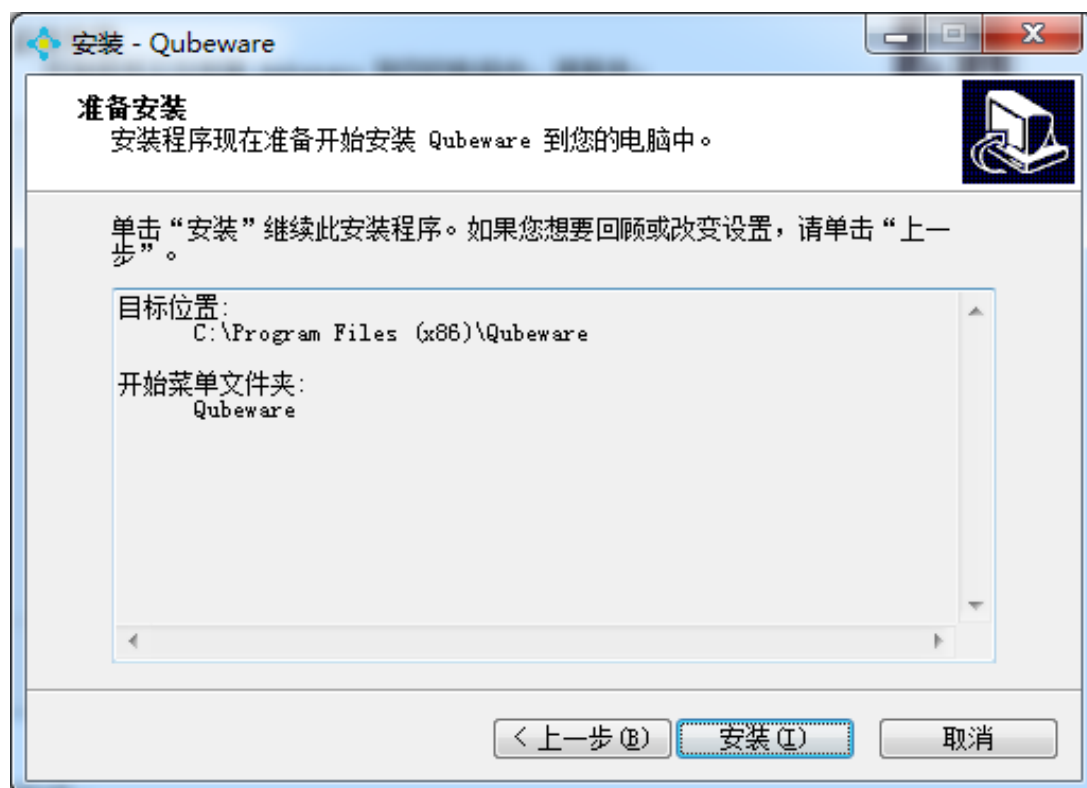 安装 - Qubeware
准备安装
安装程序现在准备开始安装 Qubeware 到您的电脑中。
单击“安装”继续此安装程序。如果您想要回顾或改变设置，请单击“上一
步”。
目标位置:
C:\Program Files (x86)\Qubeware
开始菜单文件夹:
Qubeware
< 上一步(B)
安装(I)
取消